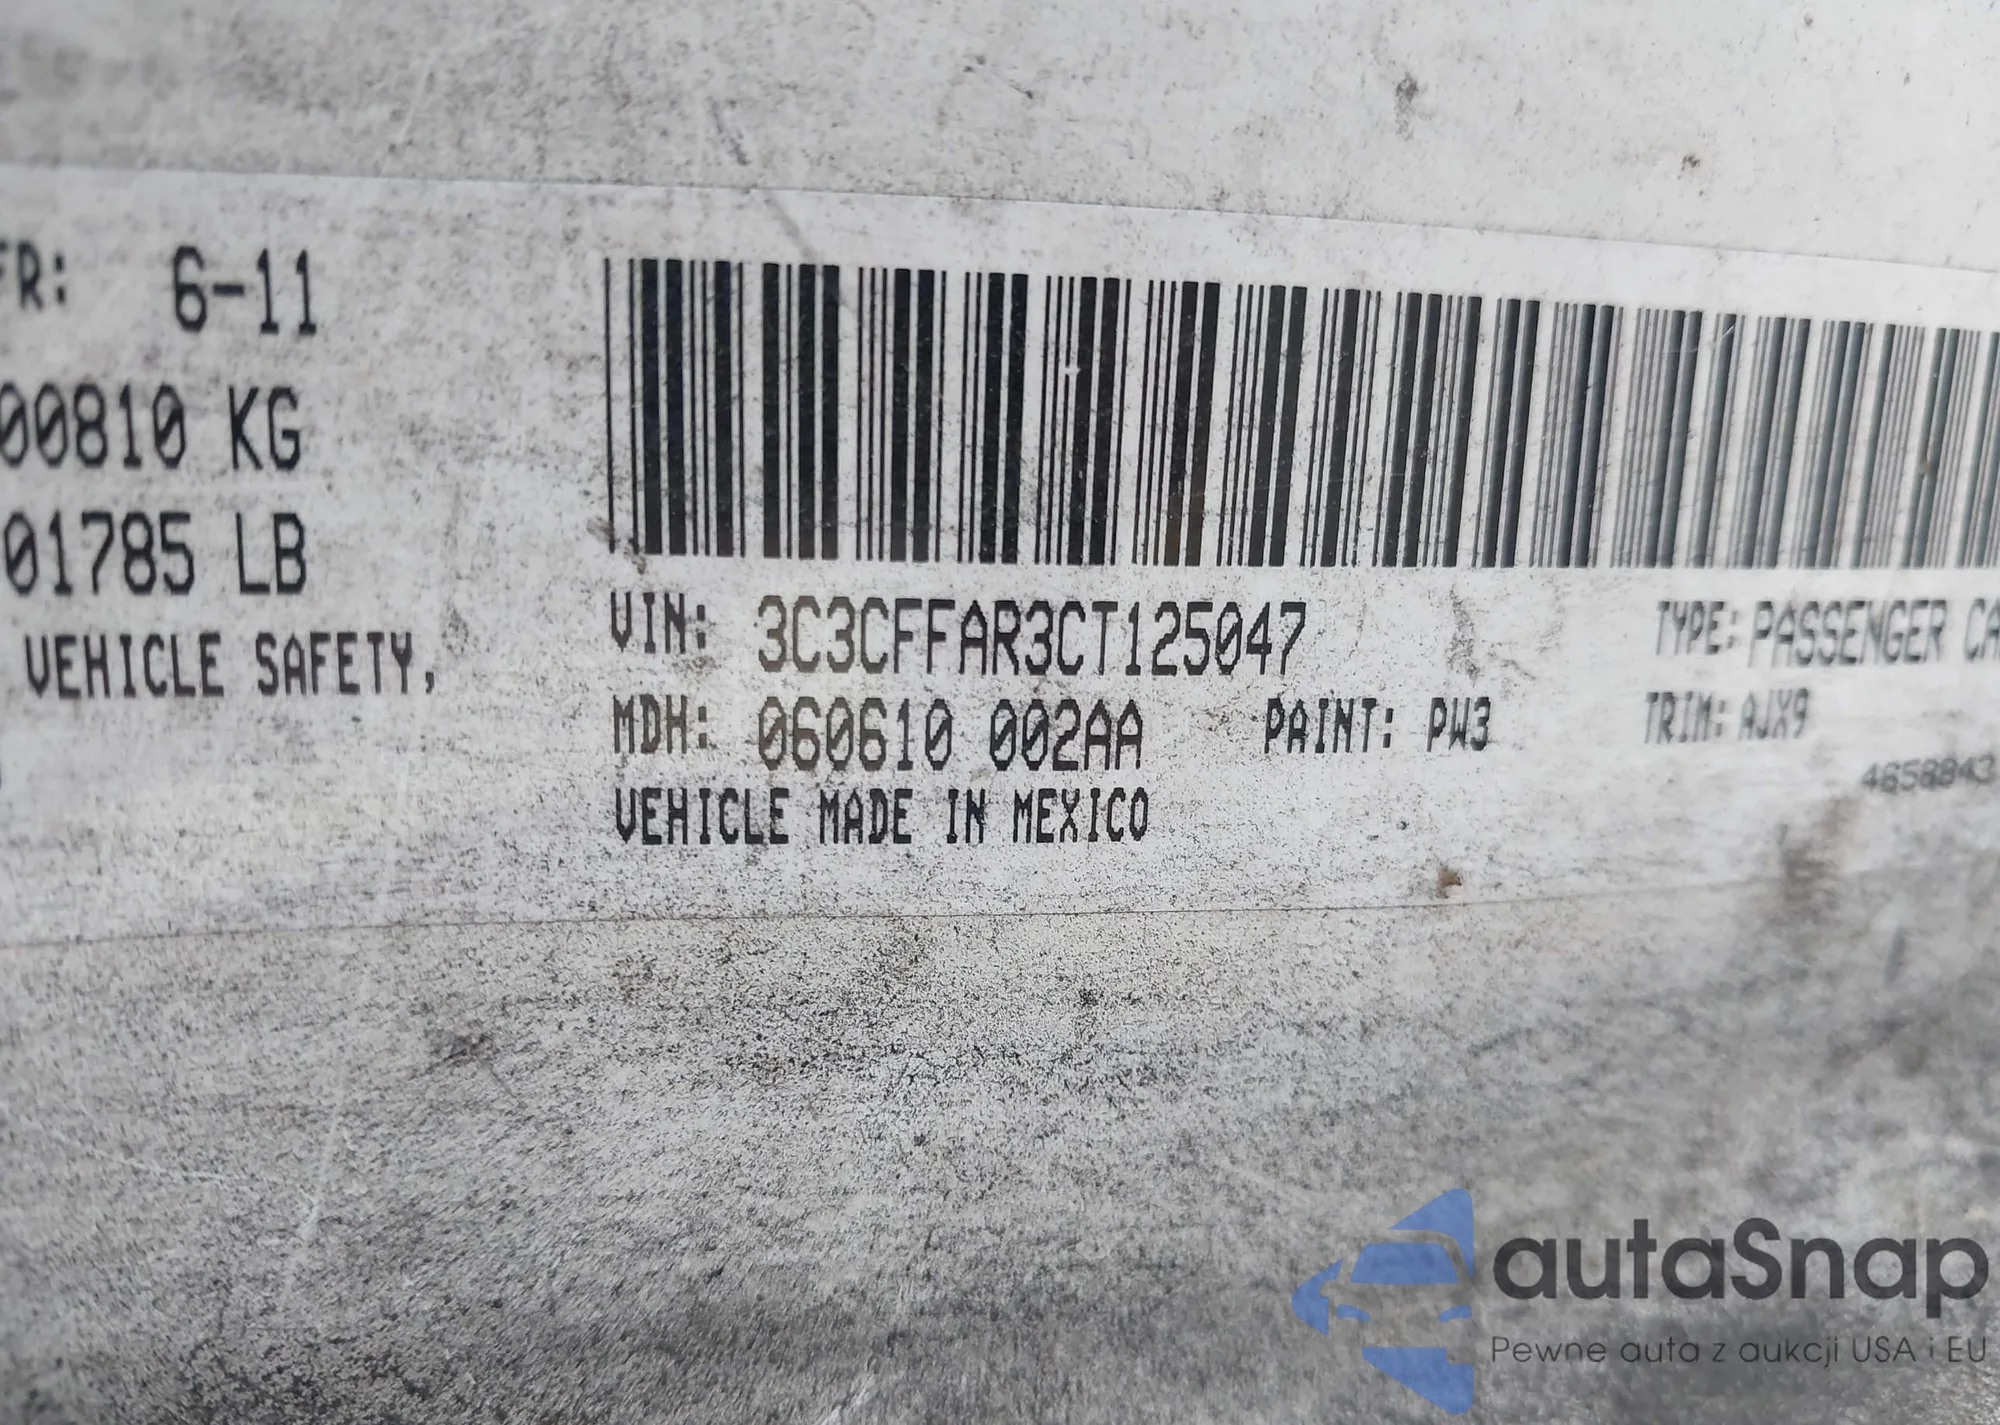 FR: 6-11
00810 KG
01785 LB
VEHICLE SAFETY,
VIN: 3C3CFFAR3CT125047
TYPE: PASSENGER CA
MDH: 060610 002AA
PAINT: PW3
TRIM: AJX9
VEHICLE MADE IN MEXICO
4658843
autaSnap
Pewne auta z aukcji USA i EU